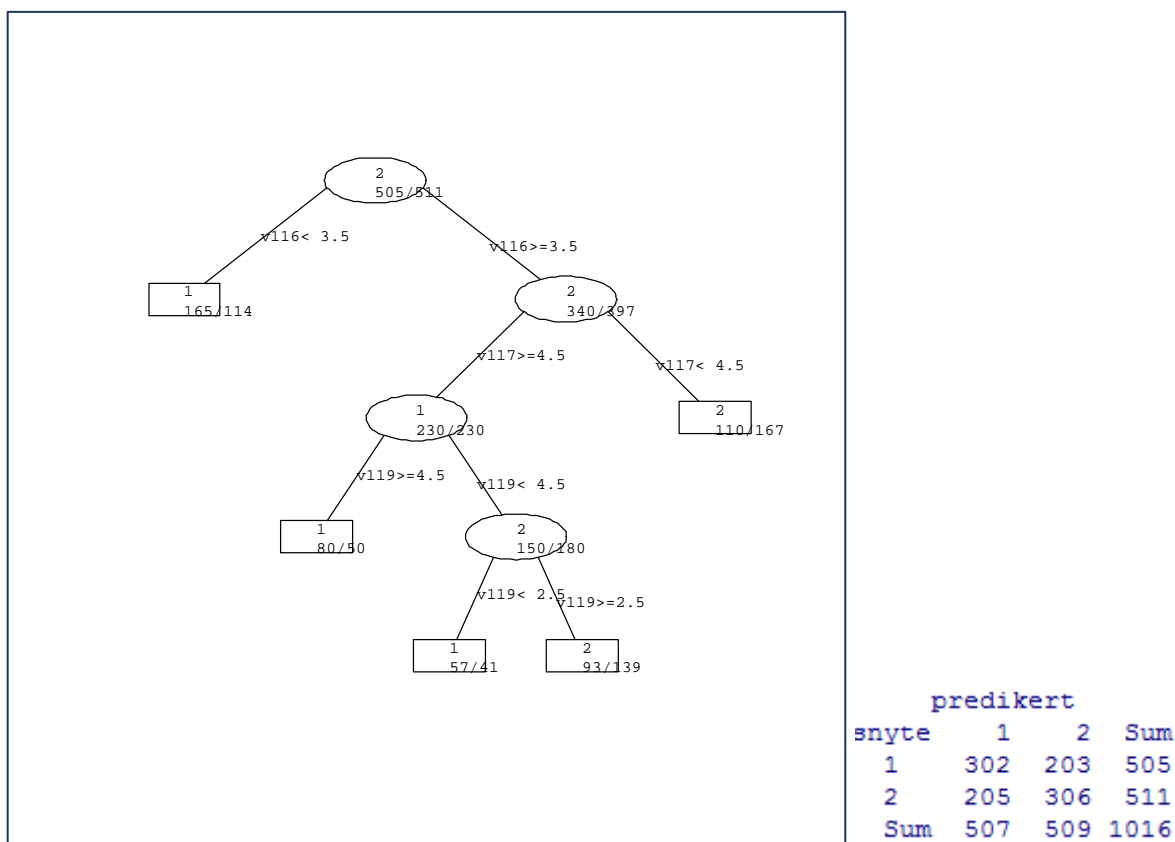 2
505/511
v116< 3.5
v116>=3.5
1
165/114
2
340/397
v117>=4.5
v117< 4.5
1
230/230
2
110/167
v119>=4.5
v119< 4.5
1
80/50
2
150/180
v119< 2.5
v119>=2.5
1
57/41
2
93/139
predikert
snyte 1 2 Sum
1 302 203 505
2 205 306 511
Sum 507 509 1016